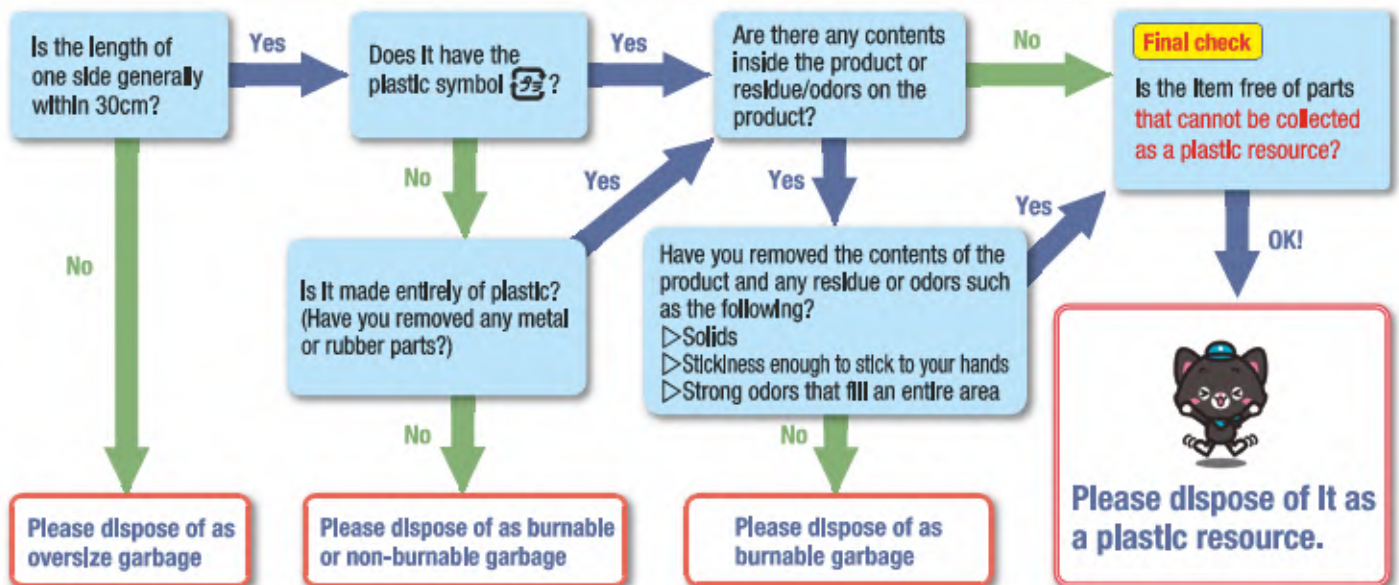 Is the length of
one side generally
within 30cm?
Yes
No
Does it have the
plastic symbol プラ?
Yes
No
Are there any contents
inside the product or
residue/odors on the
product?
No
Yes
Final check
Is the item free of parts
that cannot be collected
as a plastic resource?
OK!
Is it made entirely of plastic?
(Have you removed any metal
or rubber parts?)
Yes
No
Have you removed the contents of the
product and any residue or odors such
as the following?
▷Solids
▷Stickiness enough to stick to your hands
▷Strong odors that fill an entire area
Yes
No
Please dispose of as
oversize garbage
Please dispose of as burnable
or non-burnable garbage
Please dispose of as
burnable garbage
Please dispose of it as
a plastic resource.